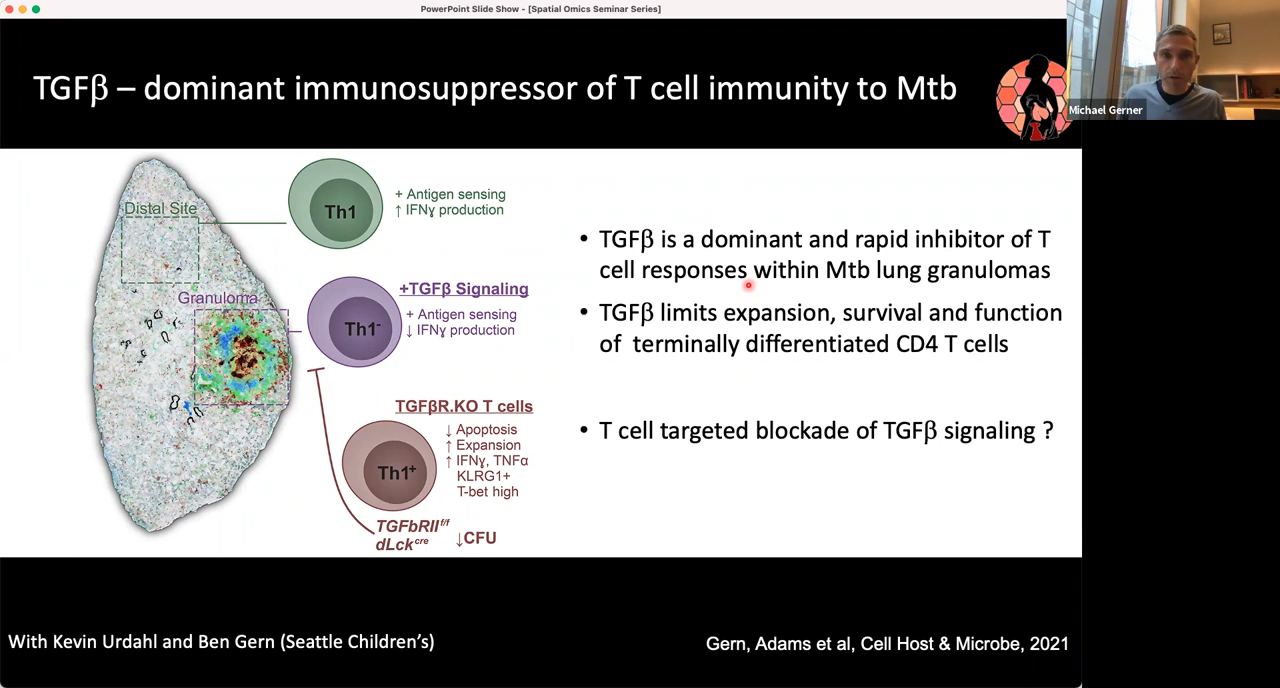 PowerPoint Slide Show - [Spatial Omics Seminar Series]
TGFβ – dominant immunosuppressor of T cell immunity to Mtb
Michael Gerner
Distal Site
Granuloma
Th1
+ Antigen sensing
↑ IFNɣ production
+TGFβ Signaling
Th1-
+ Antigen sensing
↓ IFNɣ production
TGFβR.KO T cells
Th1+
↓ Apoptosis
↑ Expansion
↑ IFNɣ, TNFα
KLRG1+
T-bet high
TGFbRII f/f
dLck cre
↓CFU
• TGFβ is a dominant and rapid inhibitor of T
cell responses within Mtb lung granulomas
• TGFβ limits expansion, survival and function
of terminally differentiated CD4 T cells
• T cell targeted blockade of TGFβ signaling ?
With Kevin Urdahl and Ben Gern (Seattle Children's)
Gern, Adams et al, Cell Host & Microbe, 2021